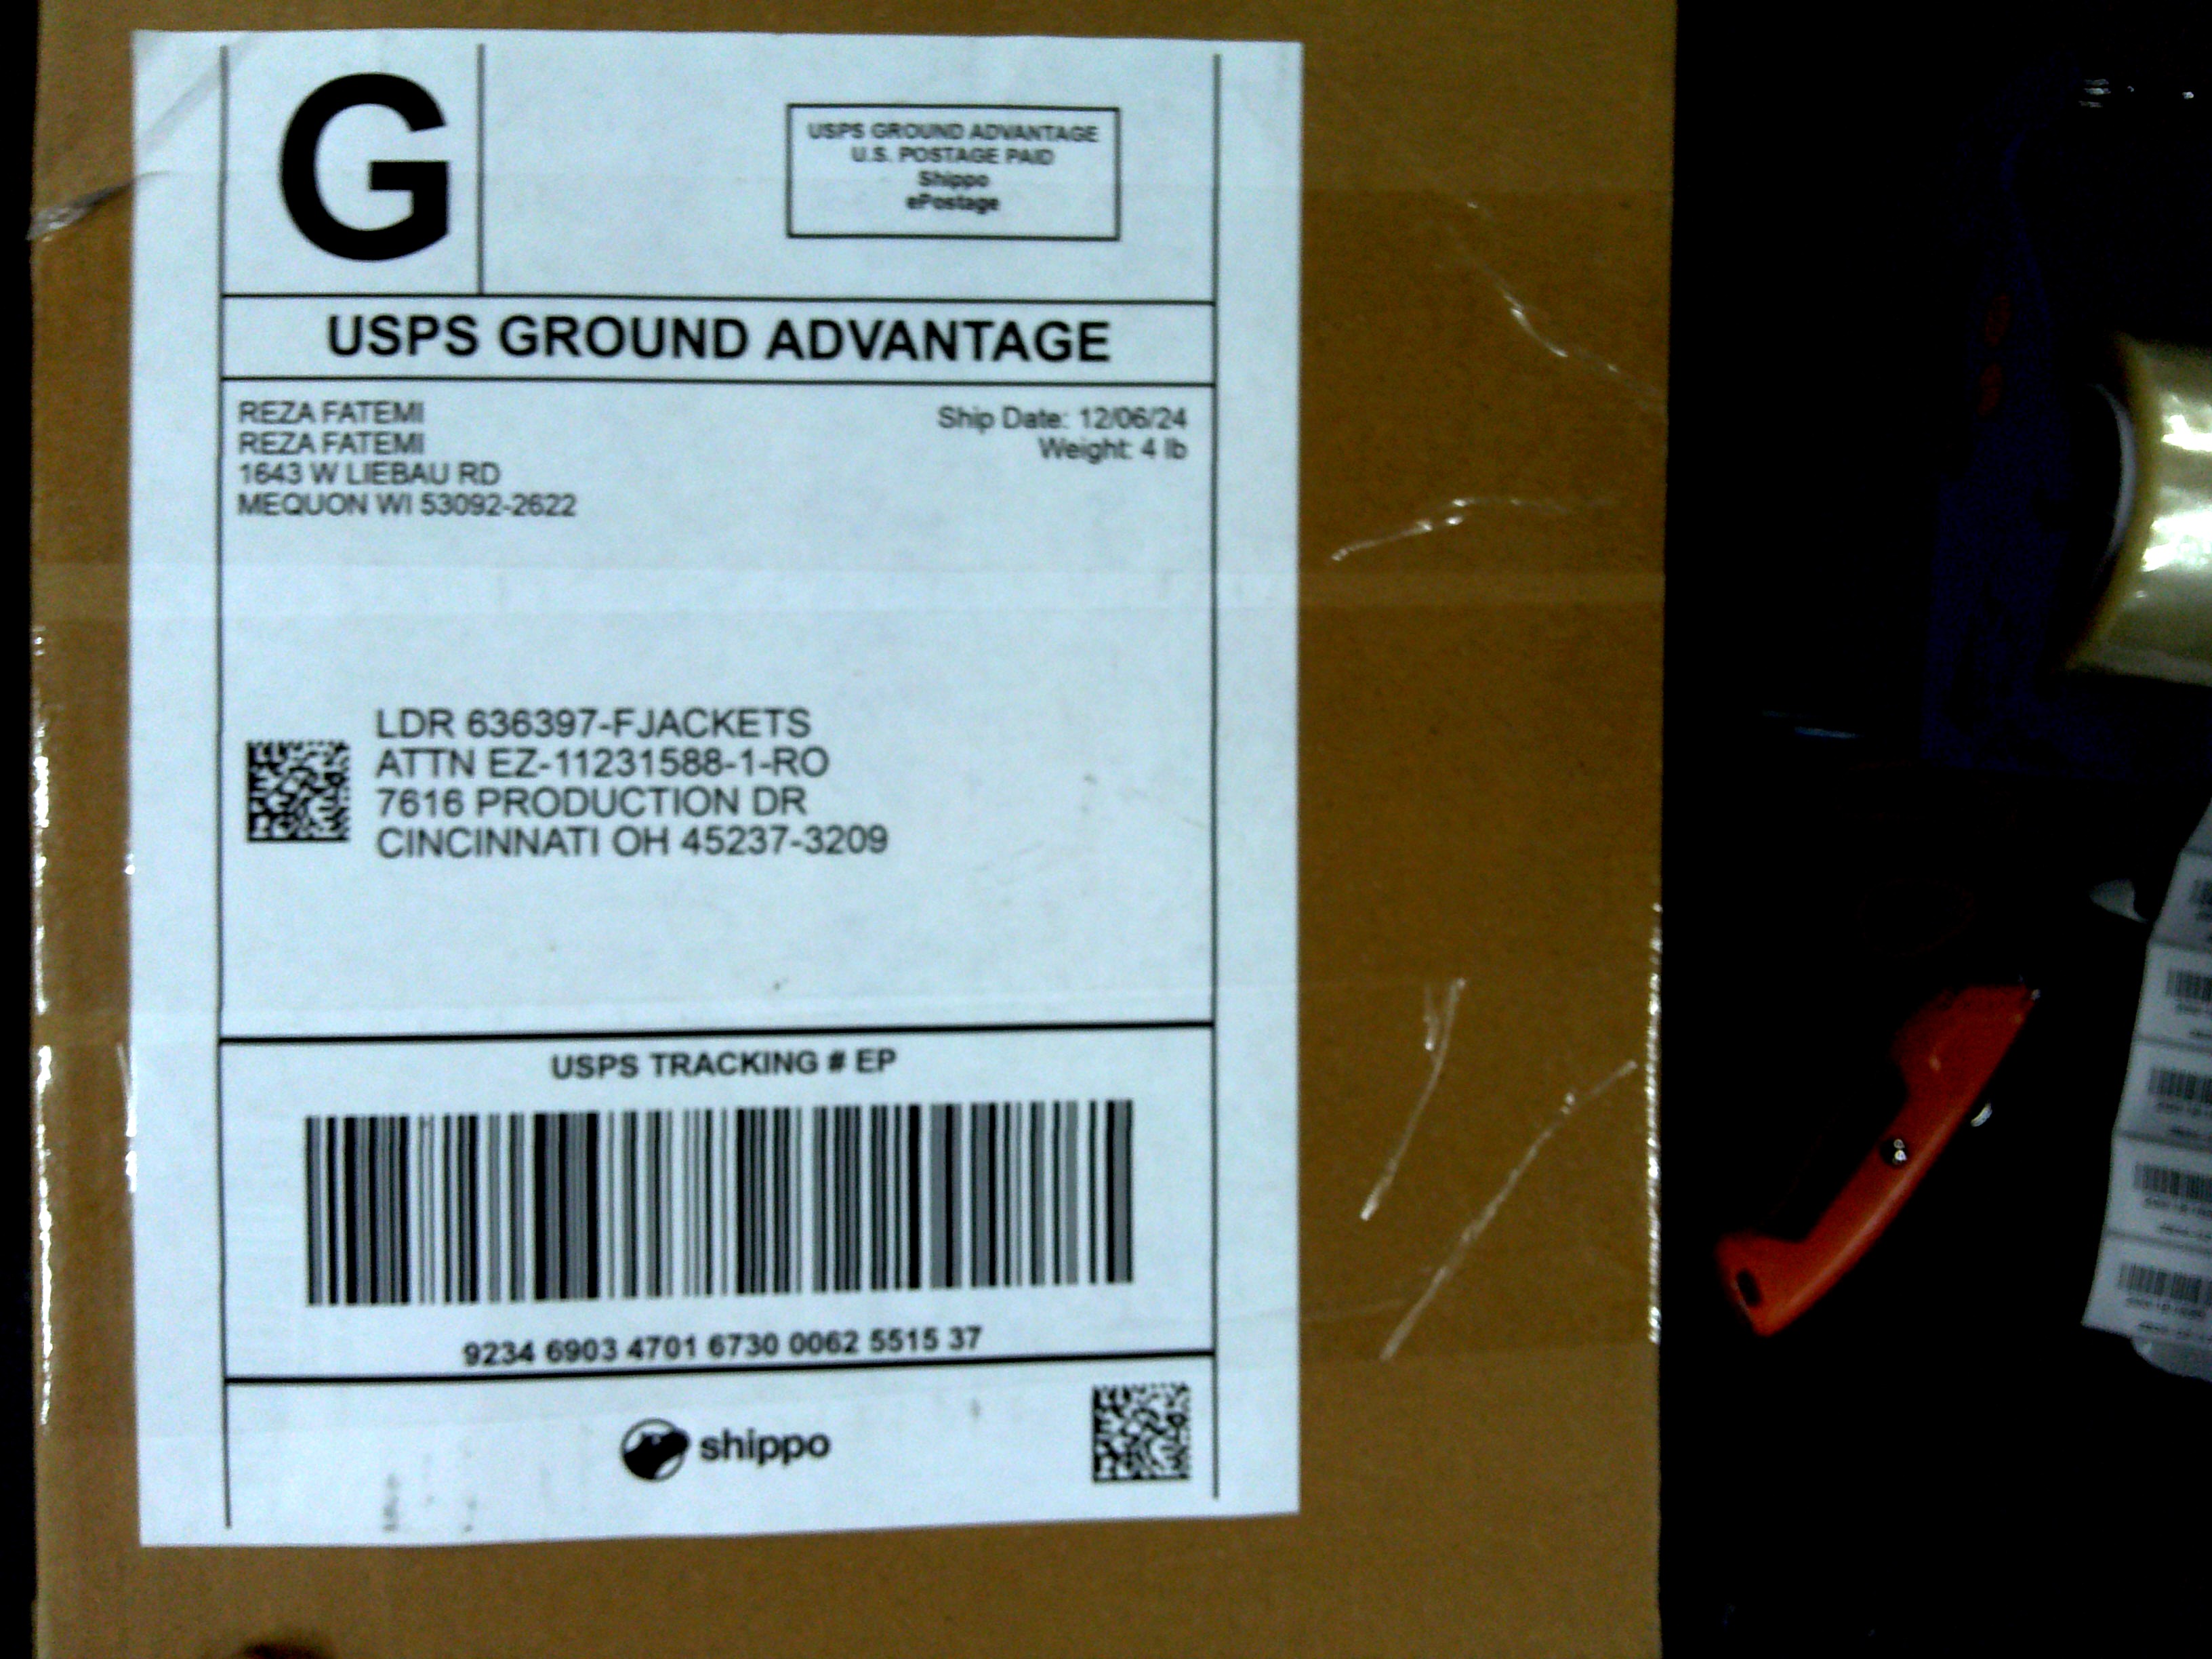 G
USPS GROUND ADVANTAGE
U.S. POSTAGE PAID
Shippo
ePostage
USPS GROUND ADVANTAGE
REZA FATEMI
REZA FATEMI
1643 W LIEBAU RD
MEQUON WI 53092-2622
Ship Date: 12/06/24
Weight: 4 lb
LDR 636397-FJACKETS
ATTN EZ-11231588-1-RO
7616 PRODUCTION DR
CINCINNATI OH 45237-3209
USPS TRACKING # EP
9234 6903 4701 6730 0062 5515 37
shippo